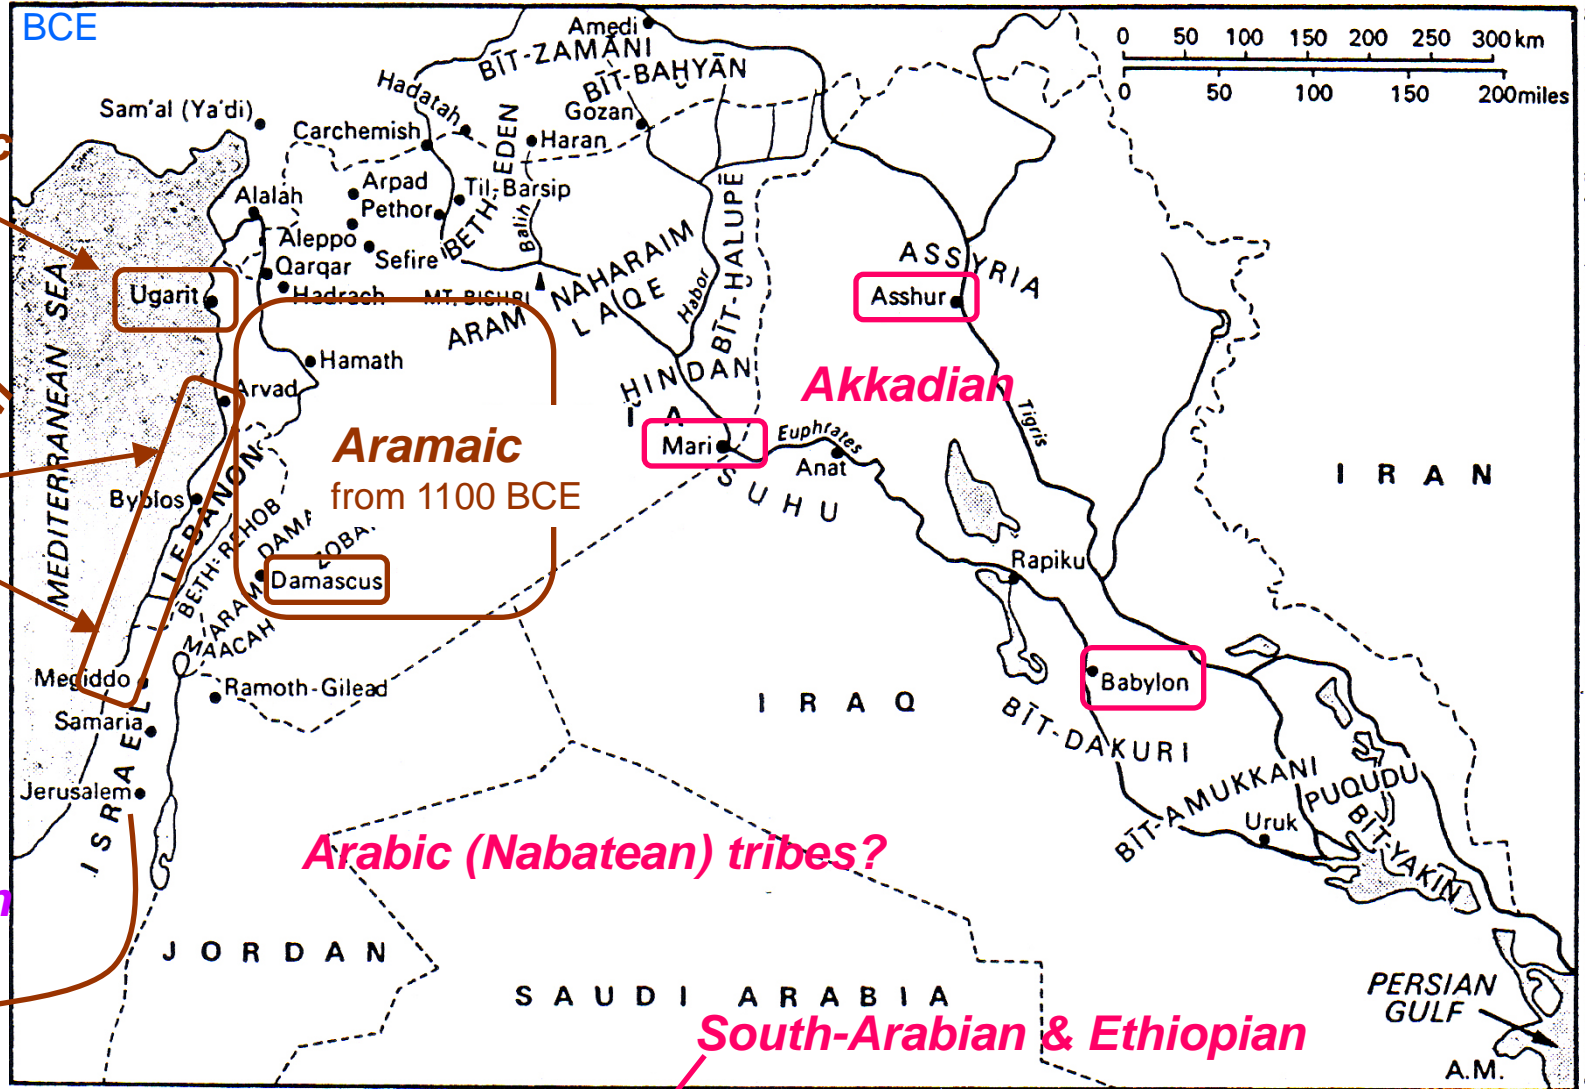 BCE
Amedi
BĪT-ZAMĀNI
BĪT-BAḪYĀN
0 50 100 150 200 250 300 km
0 50 100 150 200 miles
Hadatah
Gozan
Sam'al (Ya'di)
Carchemish
Haran
BETH-EDEN
Arpad
Til-Barsip
Pethor
Alalah
Balih
Aleppo
Sefire
Qarqar
Hadrach
MT. BISHRI
Ugarit
ARAM NAHARAIM
LAQE
Habor
BĪT-ḪALUPĒ
ASSYRIA
Asshur
MEDITERRANEAN SEA
Hamath
Arvad
ḪINDAN
Akkadian
Tigris
Aramaic
from 1100 BCE
Mari
Euphrates
Anat
SUHU
IRAN
Byblos
LEBANON
BETH-REHOB
Damascus
ARAM
MAACAH
Rapiku
Megiddo
Ramoth-Gilead
Samaria
IRAQ
Babylon
BĪT-DAKURI
Jerusalem
ISRAEL
BĪT-AMUKKANI
PUQUDU
BĪT-YAKIN
Uruk
Arabic (Nabatean) tribes?
JORDAN
SAUDI ARABIA
PERSIAN
GULF
South-Arabian & Ethiopian
A.M.